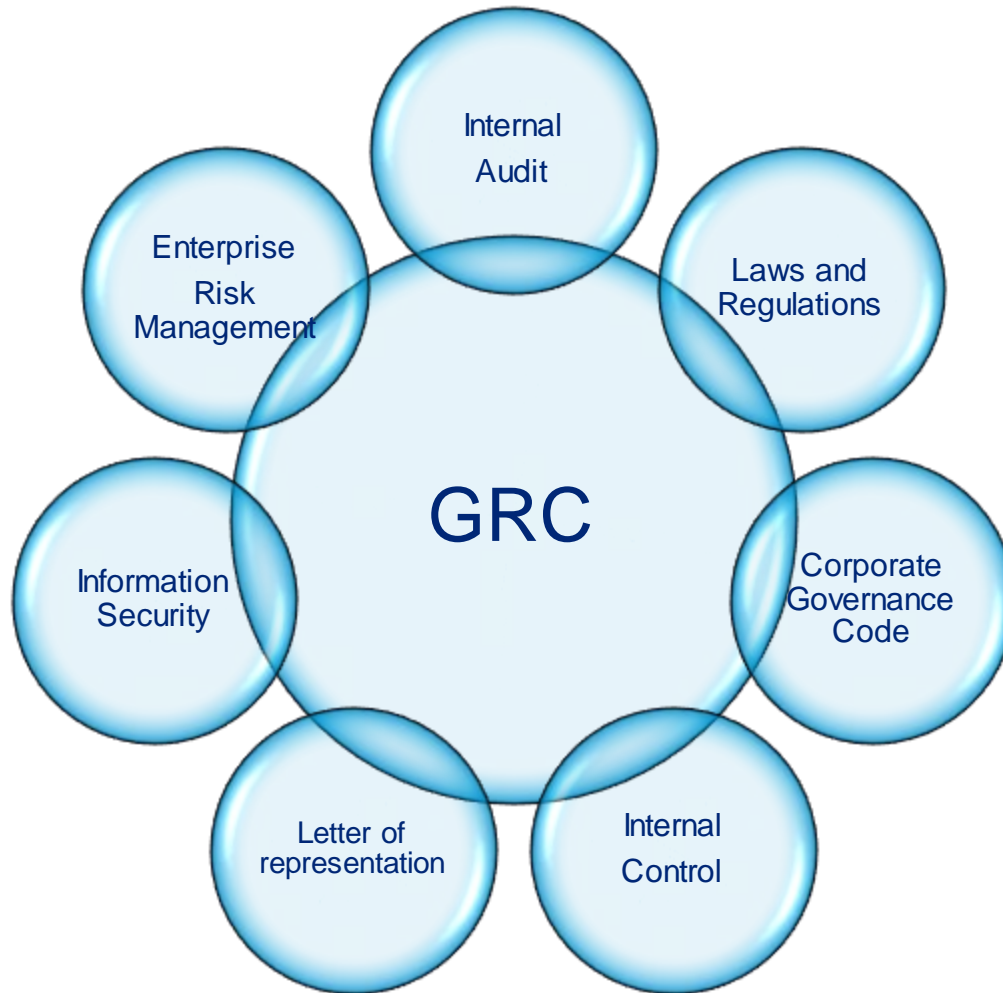 Internal
Audit
Enterprise
Risk
Management
Laws and
Regulations
GRC
Information
Security
Corporate
Governance
Code
Letter of
representation
Internal
Control